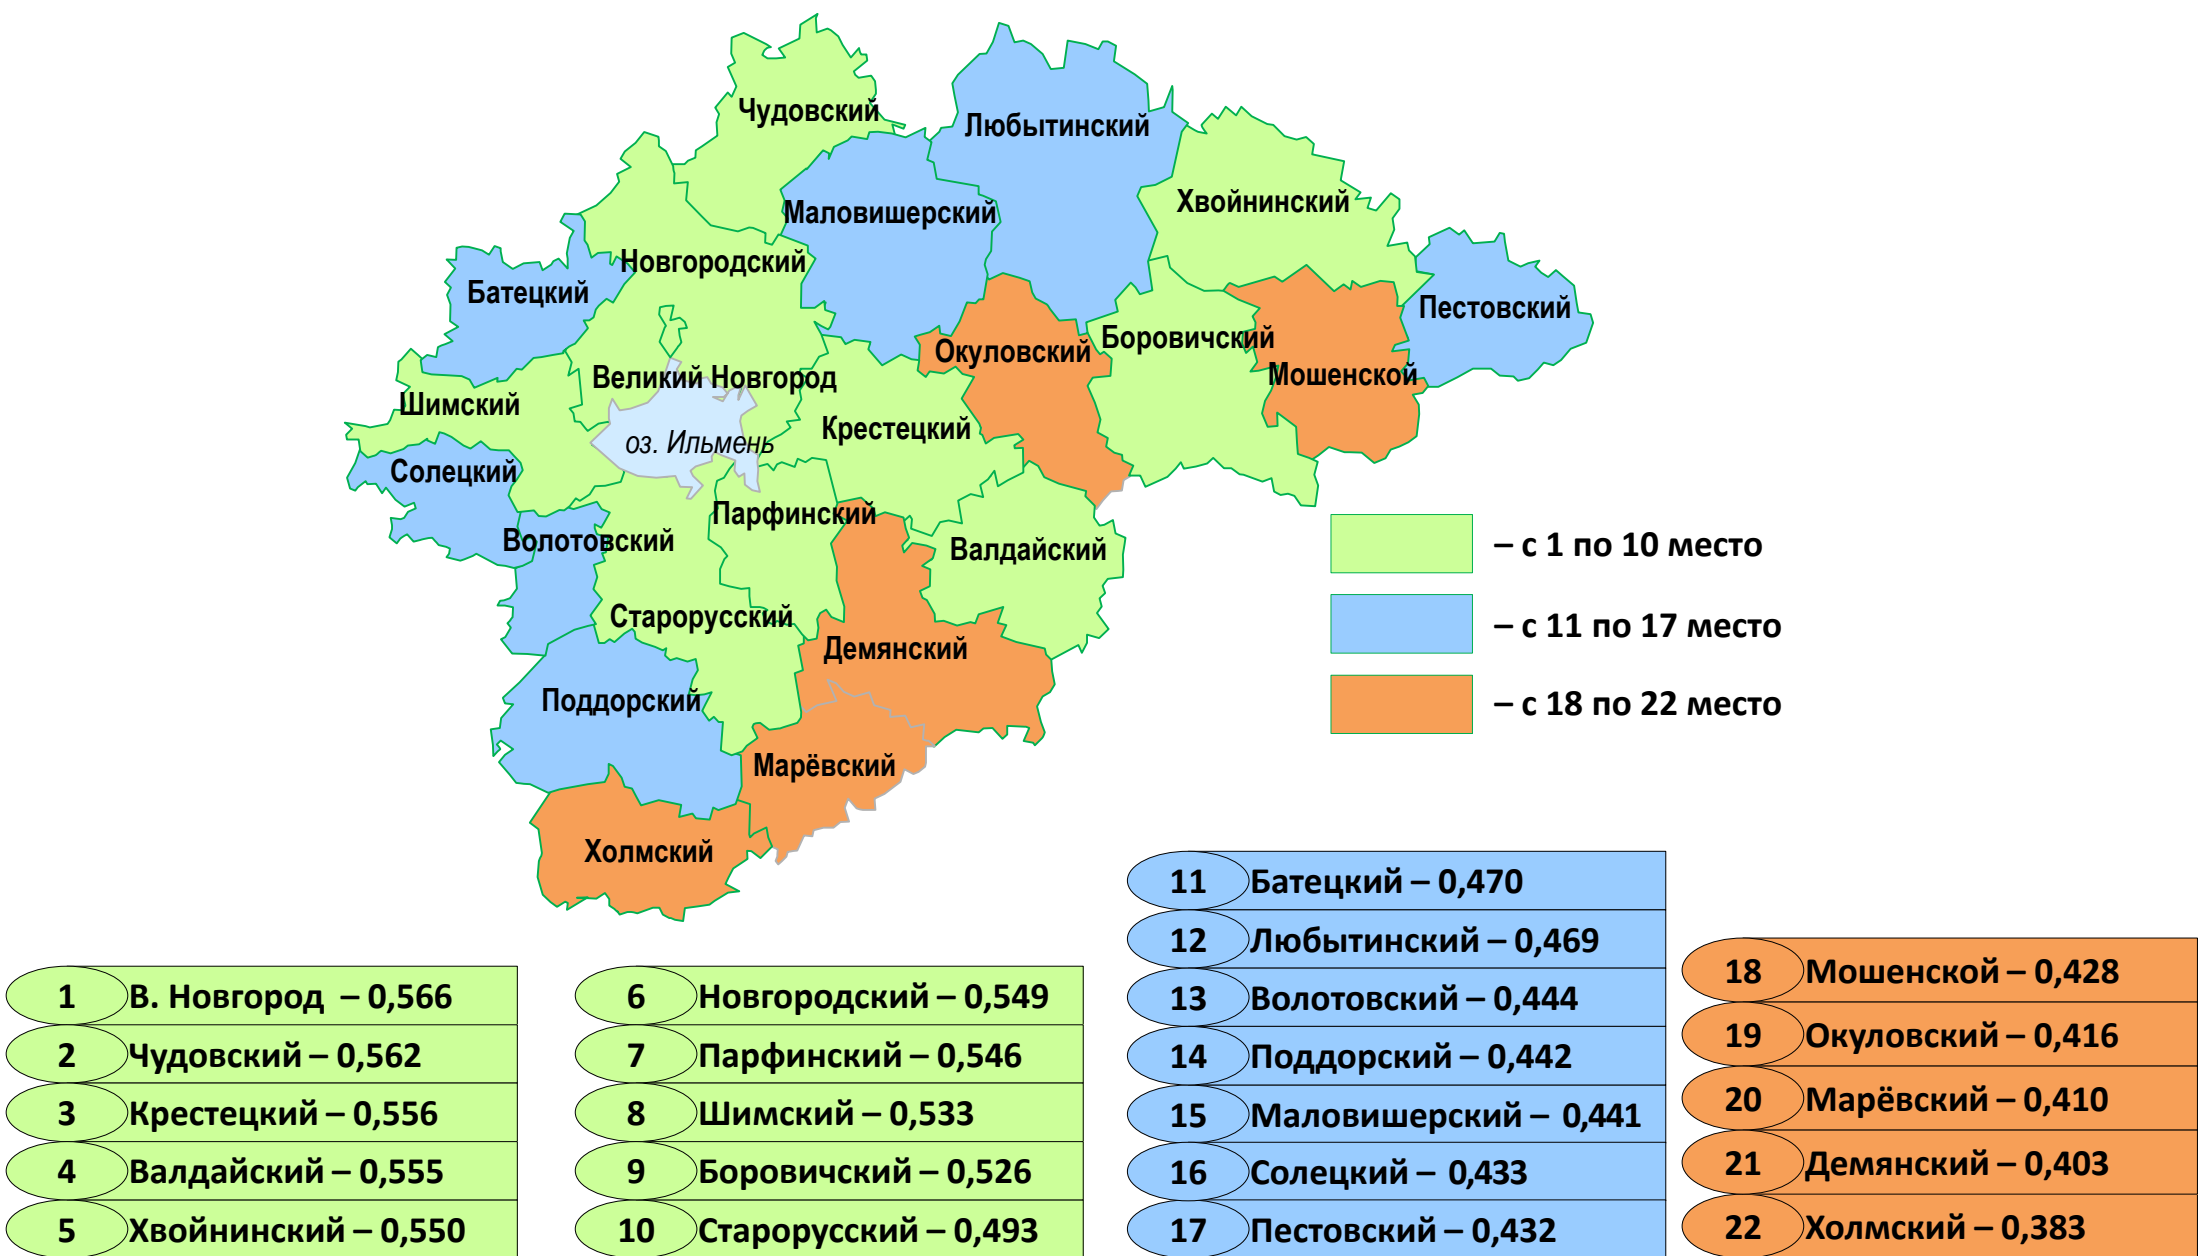 Чудовский
Любытинский
Хвойнинский
Маловишерский
Новгородский
Батецкий
Пестовский
Боровичский
Окуловский
Мошенской
Великий Новгород
Шимский
Крестецкий
оз. Ильмень
Солецкий
Парфинский
Волотовский
Валдайский
Старорусский
Демянский
Поддорский
Марёвский
Холмский
– с 1 по 10 место
– с 11 по 17 место
– с 18 по 22 место
1 В. Новгород – 0,566
2 Чудовский – 0,562
3 Крестецкий – 0,556
4 Валдайский – 0,555
5 Хвойнинский – 0,550
6 Новгородский – 0,549
7 Парфинский – 0,546
8 Шимский – 0,533
9 Боровичский – 0,526
10 Старорусский – 0,493
11 Батецкий – 0,470
12 Любытинский – 0,469
13 Волотовский – 0,444
14 Поддорский – 0,442
15 Маловишерский – 0,441
16 Солецкий – 0,433
17 Пестовский – 0,432
18 Мошенской – 0,428
19 Окуловский – 0,416
20 Марёвский – 0,410
21 Демянский – 0,403
22 Холмский – 0,383